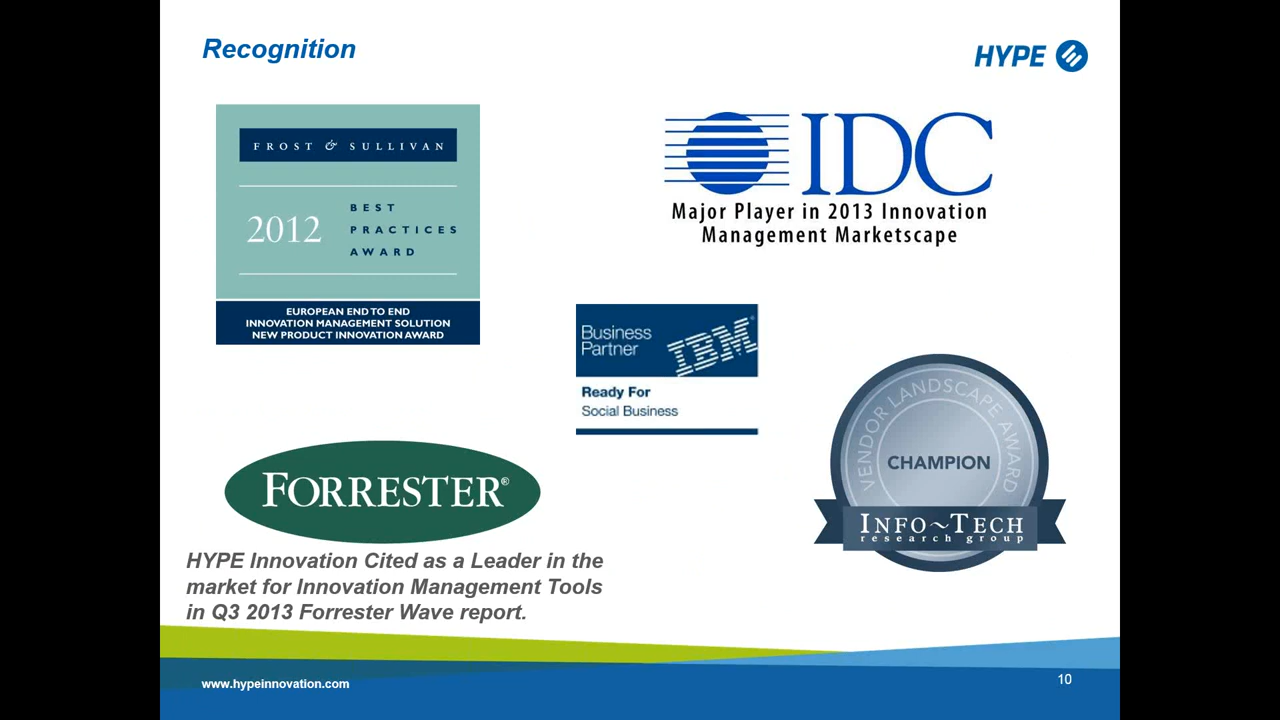 Recognition
HYPE
FROST & SULLIVAN
2012
BEST
PRACTICES
AWARD
EUROPEAN END TO END
INNOVATION MANAGEMENT SOLUTION
NEW PRODUCT INNOVATION AWARD
IDC
Major Player in 2013 Innovation
Management Marketscape
Business
Partner
IBM®
Ready For
Social Business
FORRESTER®
HYPE Innovation Cited as a Leader in the
market for Innovation Management Tools
in Q3 2013 Forrester Wave report.
VENDOR LANDSCAPE AWARD
CHAMPION
INFO~TECH
research group
www.hypeinnovation.com
10